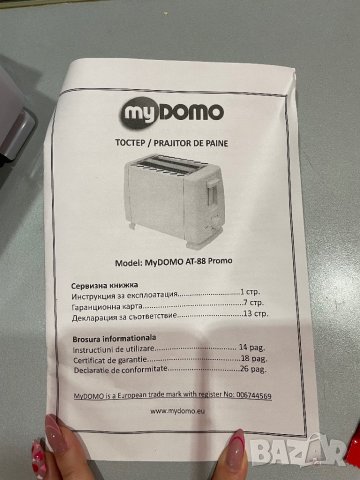 myDOMO
ТОСТЕР / PRAJITOR DE PAINE
Model: MyDOMO AT-88 Promo
Сервизна книжка
Инструкция за експлоатация....................1 стр.
Гаранционна карта..............................7 стр.
Декларация за съответствие...................13 стр.
Brosura informationala
Instructiuni de utilizare.........................14 pag.
Certificat de garantie............................18 pag.
Declaratie de conformitate.....................26 pag.
MyDOMO is a European trade mark with register No: 006744569
www.mydomo.eu
BAZAR